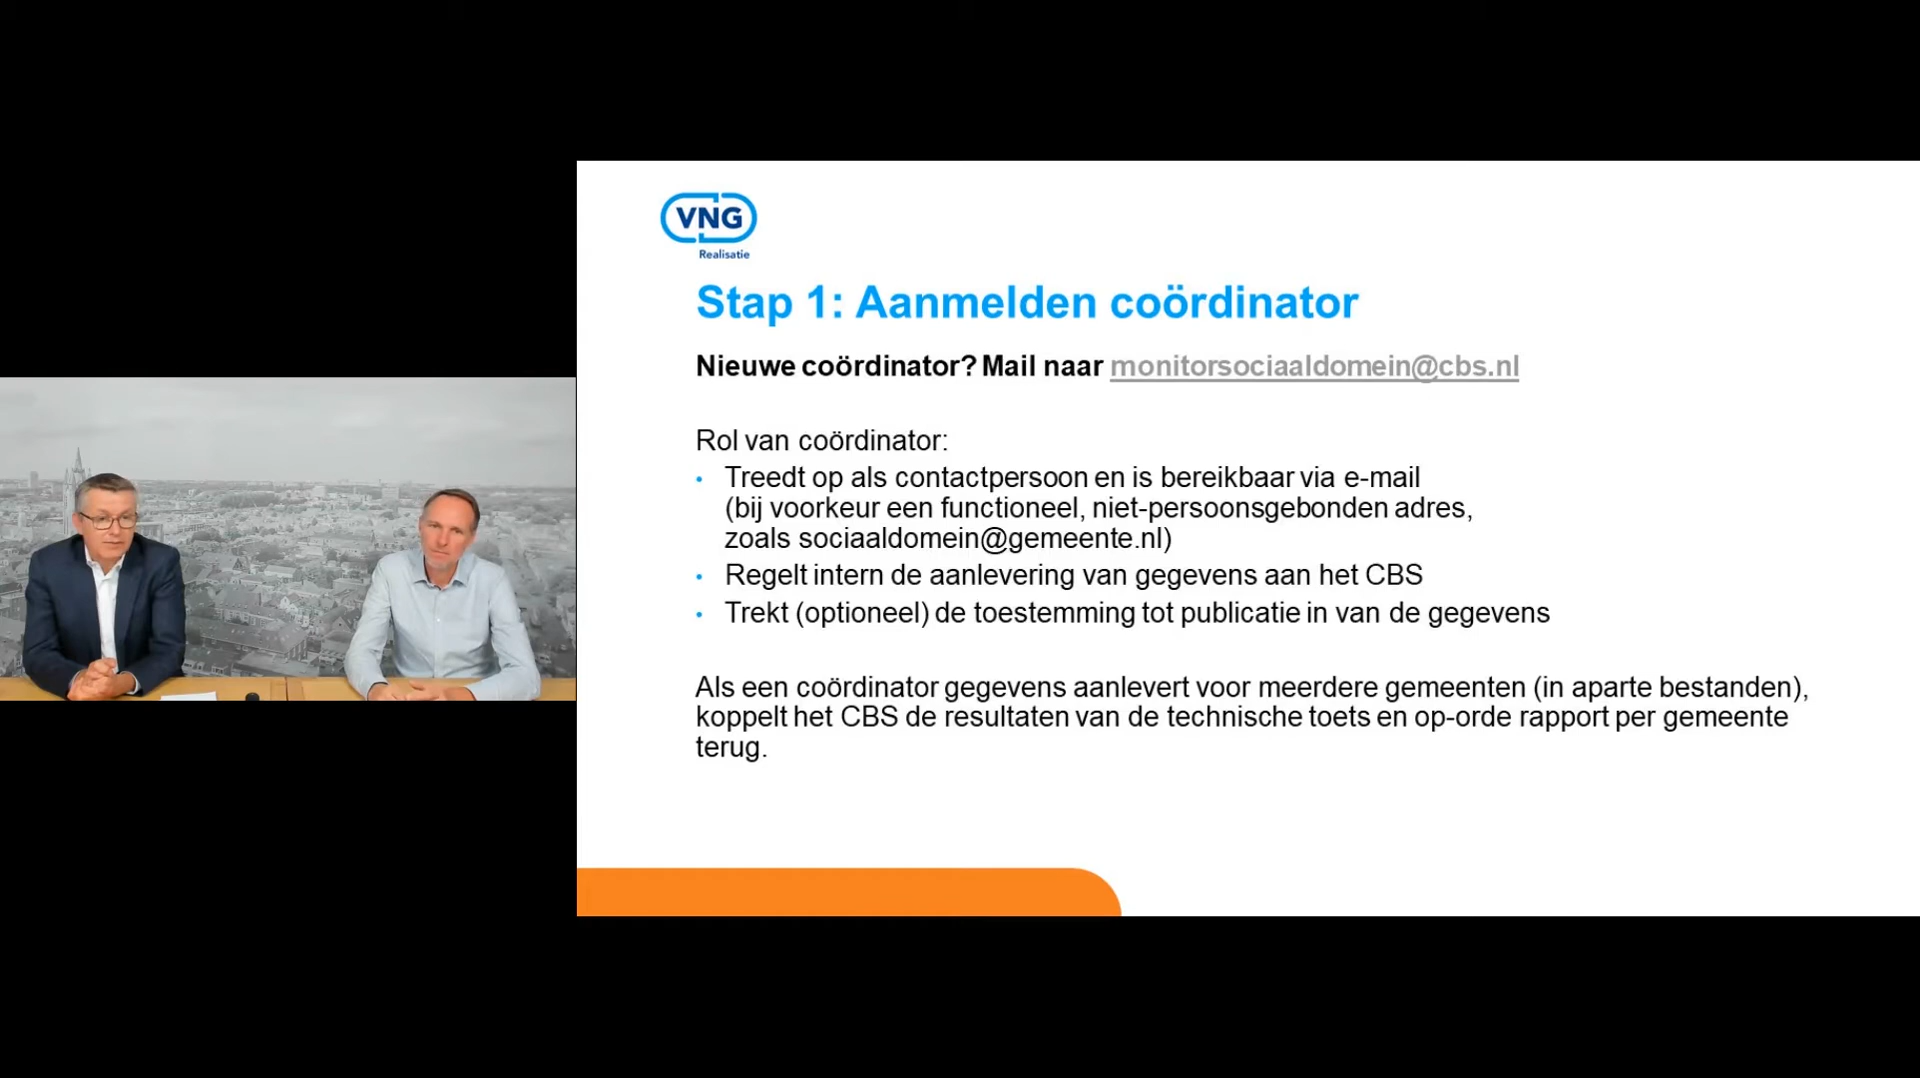 VNG
Realisatie
Stap 1: Aanmelden coördinator
Nieuwe coördinator? Mail naar monitorsociaaldomein@cbs.nl
Rol van coördinator:
• Treedt op als contactpersoon en is bereikbaar via e-mail
(bij voorkeur een functioneel, niet-persoonsgebonden adres,
zoals sociaaldomein@gemeente.nl)
• Regelt intern de aanlevering van gegevens aan het CBS
• Trekt (optioneel) de toestemming tot publicatie in van de gegevens
Als een coördinator gegevens aanlevert voor meerdere gemeenten (in aparte bestanden),
koppelt het CBS de resultaten van de technische toets en op-orde rapport per gemeente
terug.